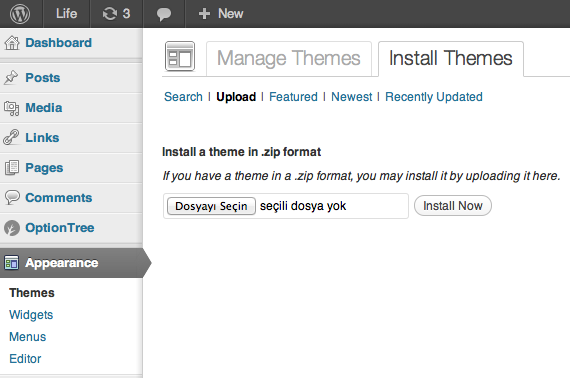 Life 3 + New
Dashboard
Posts
Media
Links
Pages
Comments
OptionTree
Appearance
Themes
Widgets
Menus
Editor
Manage Themes Install Themes
Search | Upload | Featured | Newest | Recently Updated
Install a theme in .zip format
If you have a theme in a .zip format, you may install it by uploading it here.
Dosyayı Seçin seçili dosya yok Install Now